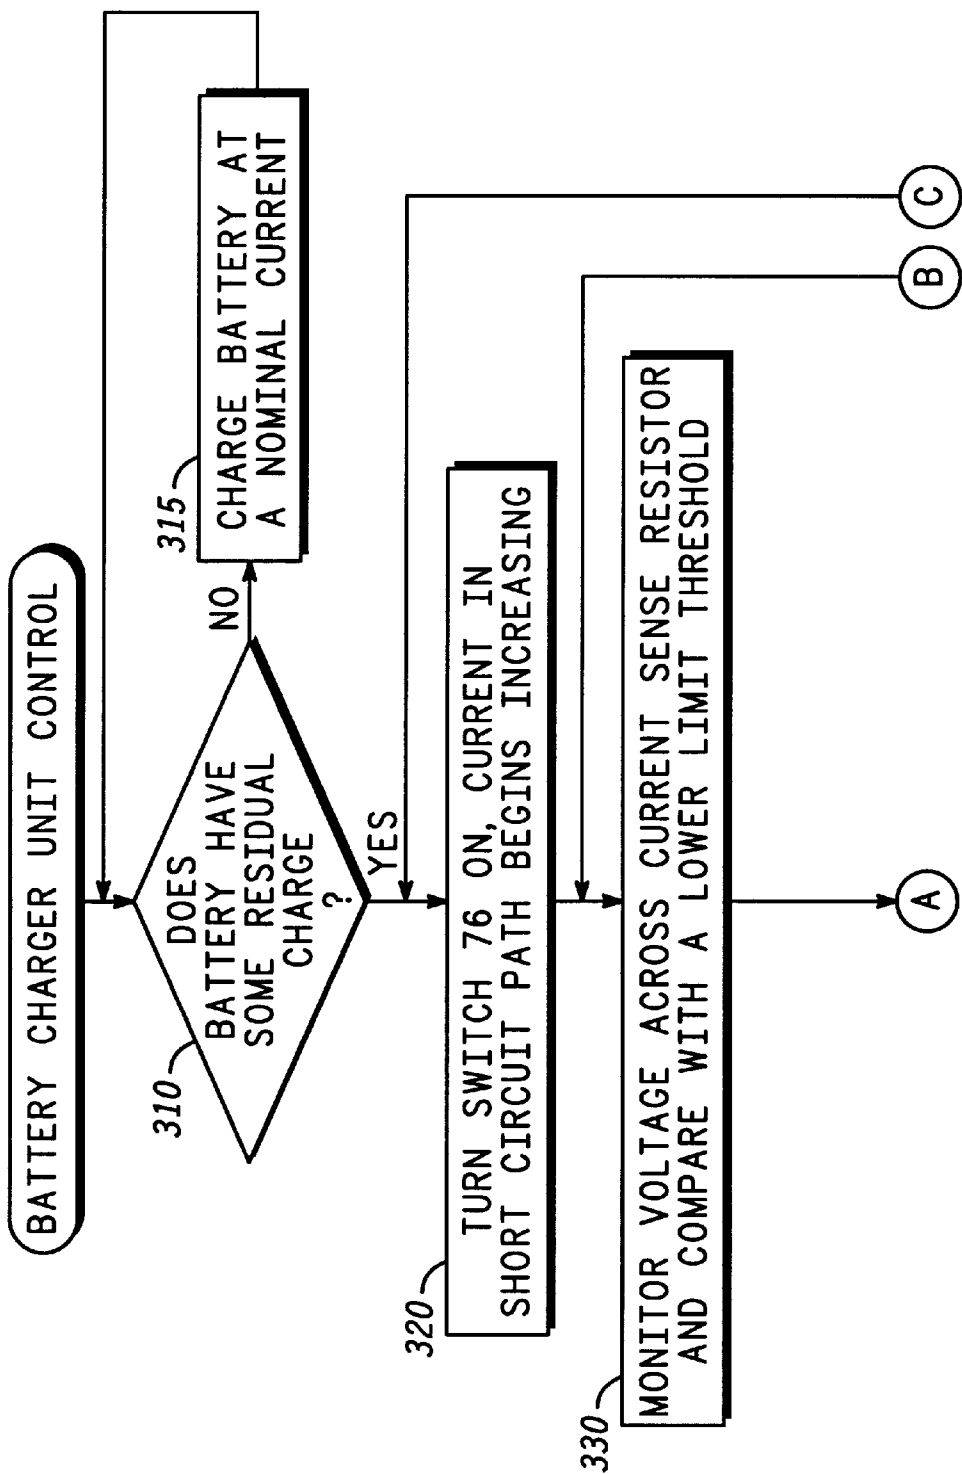 BATTERY CHARGER UNIT CONTROL
310
DOES
BATTERY HAVE
SOME RESIDUAL
CHARGE
?
NO
315
CHARGE BATTERY AT
A NOMINAL CURRENT
YES
320
TURN SWITCH 76 ON, CURRENT IN
SHORT CIRCUIT PATH BEGINS INCREASING
330
MONITOR VOLTAGE ACROSS CURRENT SENSE RESISTOR
AND COMPARE WITH A LOWER LIMIT THRESHOLD
A
B
C